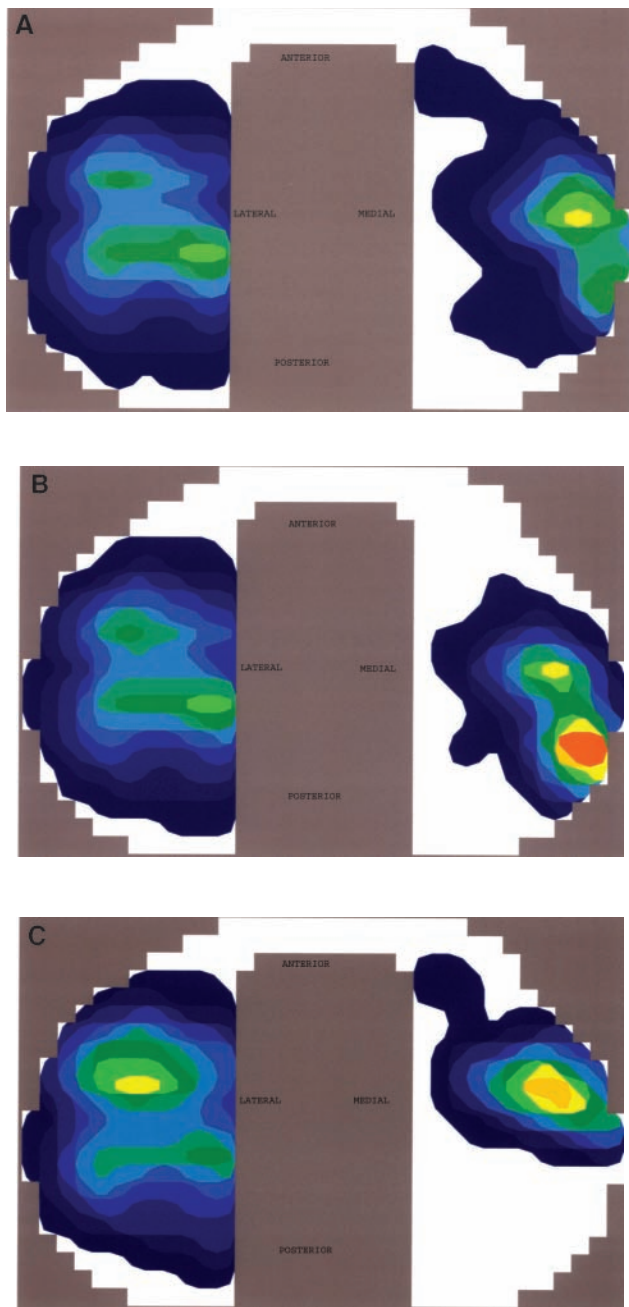 A
ANTERIOR
LATERAL
MEDIAL
POSTERIOR
B
ANTERIOR
LATERAL
MEDIAL
POSTERIOR
C
ANTERIOR
LATERAL
MEDIAL
POSTERIOR